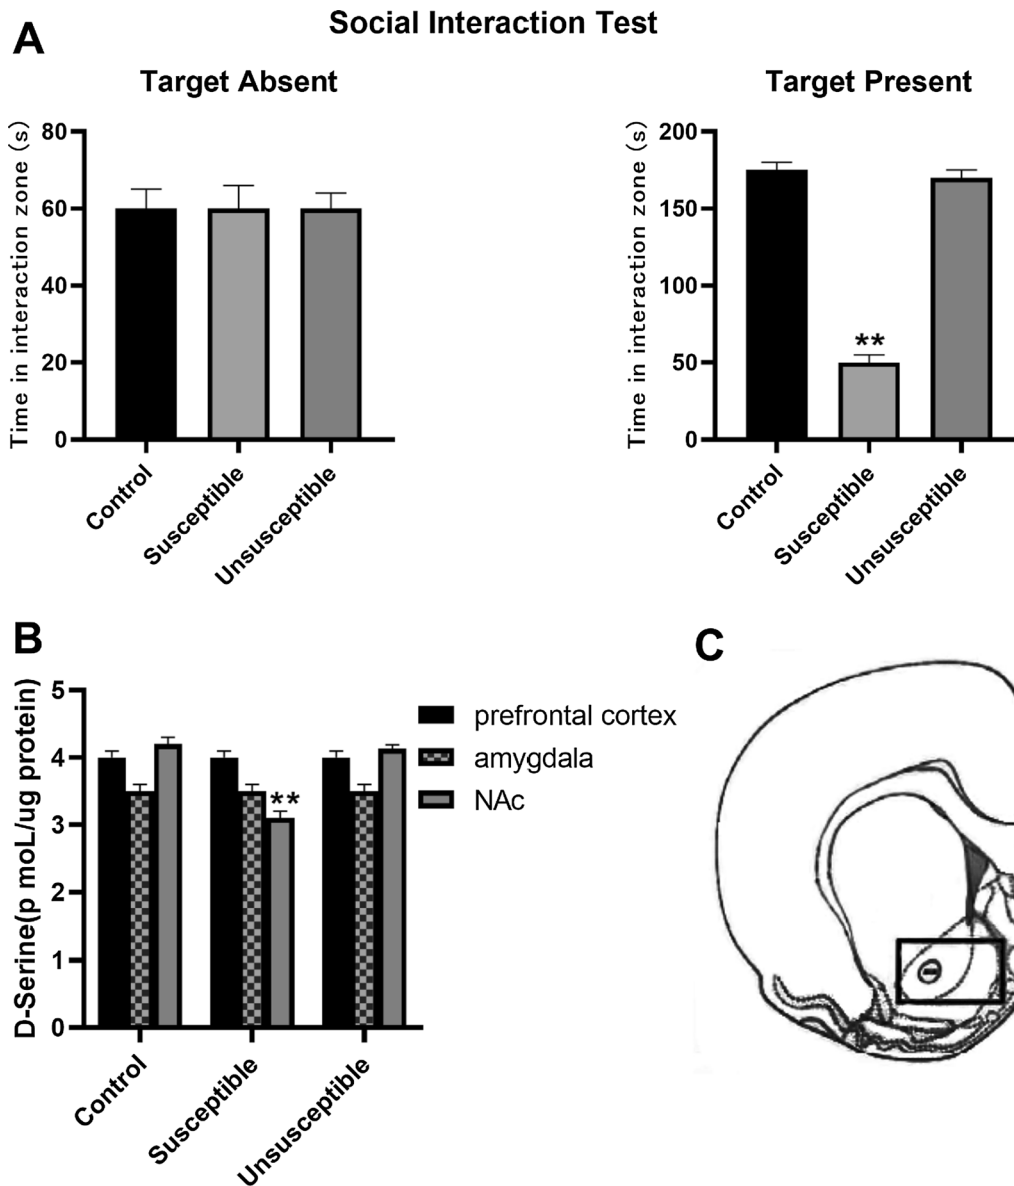 Social Interaction Test
A
Target Absent
Target Present
Time in interaction zone (s)
80
60
40
20
0
Control
Susceptible
Unsusceptible
Time in interaction zone (s)
200
150
100
50
0
**
Control
Susceptible
Unsusceptible
B
D-Serine(p moL/ug protein)
5
4
3
2
1
0
**
Control
Susceptible
Unsusceptible
prefrontal cortex
amygdala
NAc
C